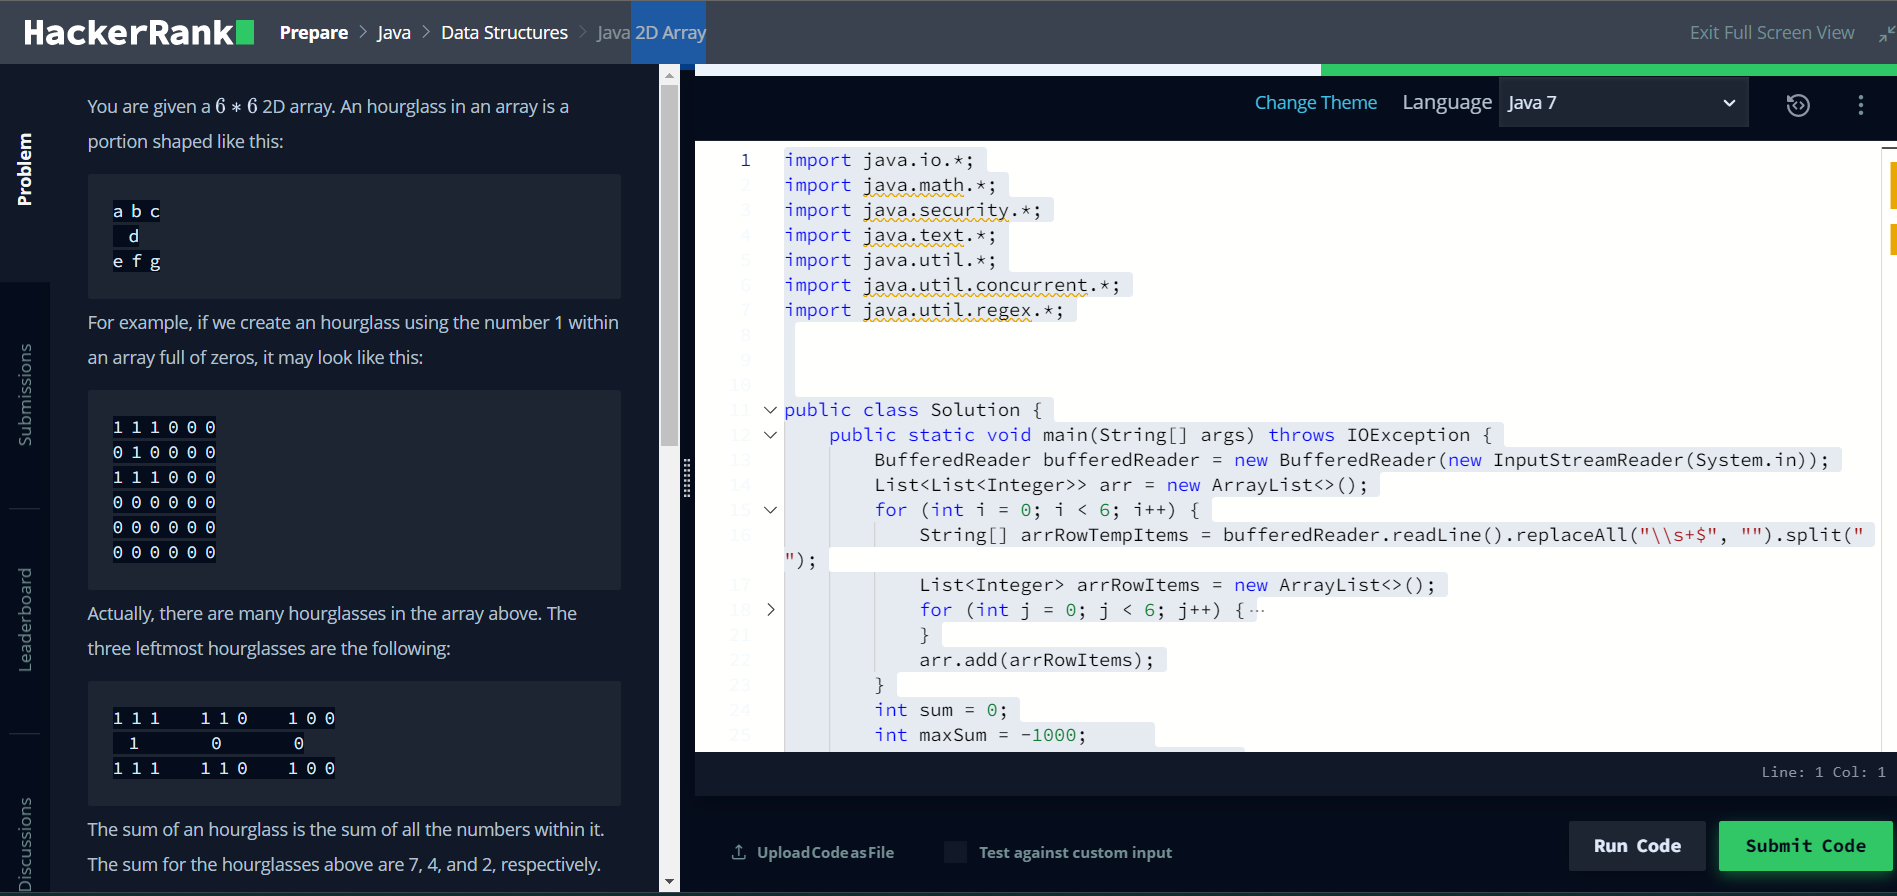 HackerRank
Prepare > Java > Data Structures > Java 2D Array
Exit Full Screen View
Problem
Submissions
Leaderboard
Discussions
You are given a 6 * 6 2D array. An hourglass in an array is a
portion shaped like this:
a b c
d
e f g
For example, if we create an hourglass using the number 1 within
an array full of zeros, it may look like this:
1 1 1 0 0 0
0 1 0 0 0 0
1 1 1 0 0 0
0 0 0 0 0 0
0 0 0 0 0 0
0 0 0 0 0 0
Actually, there are many hourglasses in the array above. The
three leftmost hourglasses are the following:
1 1 1 1 1 0 1 0 0
1 0 0
1 1 1 1 1 0 1 0 0
The sum of an hourglass is the sum of all the numbers within it.
The sum for the hourglasses above are 7, 4, and 2, respectively.
Change Theme Language Java 7
1 import java.io.*;
2 import java.math.*;
3 import java.security.*;
4 import java.text.*;
5 import java.util.*;
6 import java.util.concurrent.*;
7 import java.util.regex.*;
8
9
10
11 public class Solution {
12 public static void main(String[] args) throws IOException {
13 BufferedReader bufferedReader = new BufferedReader(new InputStreamReader(System.in));
14 List<List<Integer>> arr = new ArrayList<>();
15 for (int i = 0; i < 6; i++) {
16 String[] arrRowTempItems = bufferedReader.readLine().replaceAll("\\s+$", "").split("
");
17 List<Integer> arrRowItems = new ArrayList<>();
18 for (int j = 0; j < 6; j++) {···
21 }
22 arr.add(arrRowItems);
23 }
24 int sum = 0;
25 int maxSum = -1000;
Line: 1 Col: 1
Upload Code as File
Test against custom input
Run Code
Submit Code